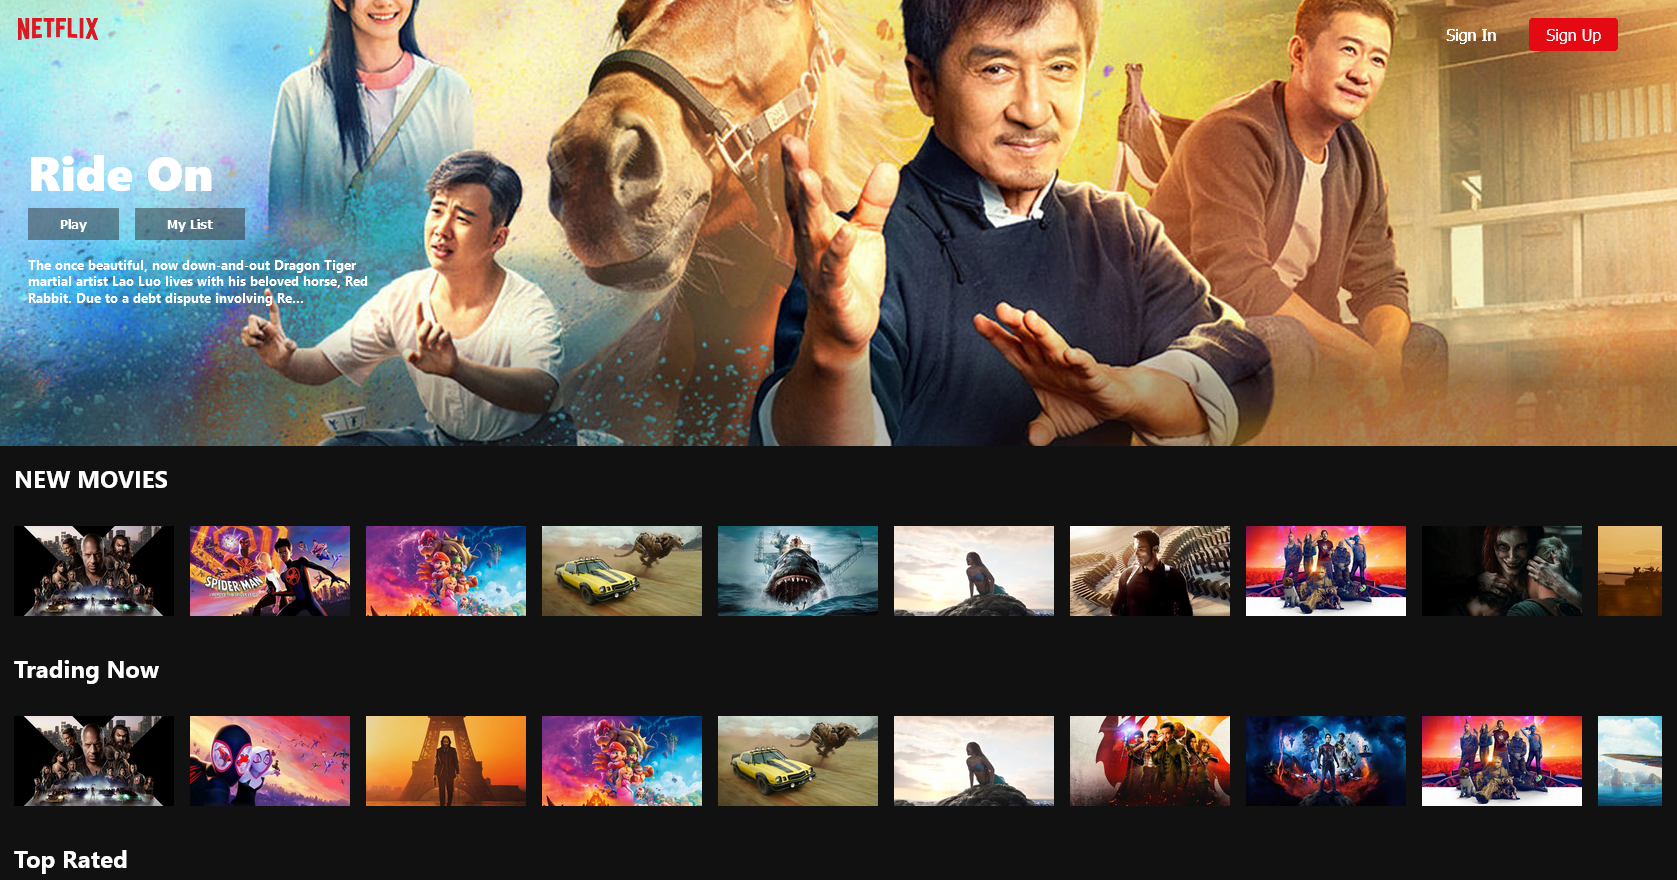 NETFLIX
Sign In
Sign Up
Ride On
Play
My List
The once beautiful, now down-and-out Dragon Tiger
martial artist Lao Luo lives with his beloved horse, Red
Rabbit. Due to a debt dispute involving Re...
NEW MOVIES
SPIDER-MAN
Trading Now
Top Rated